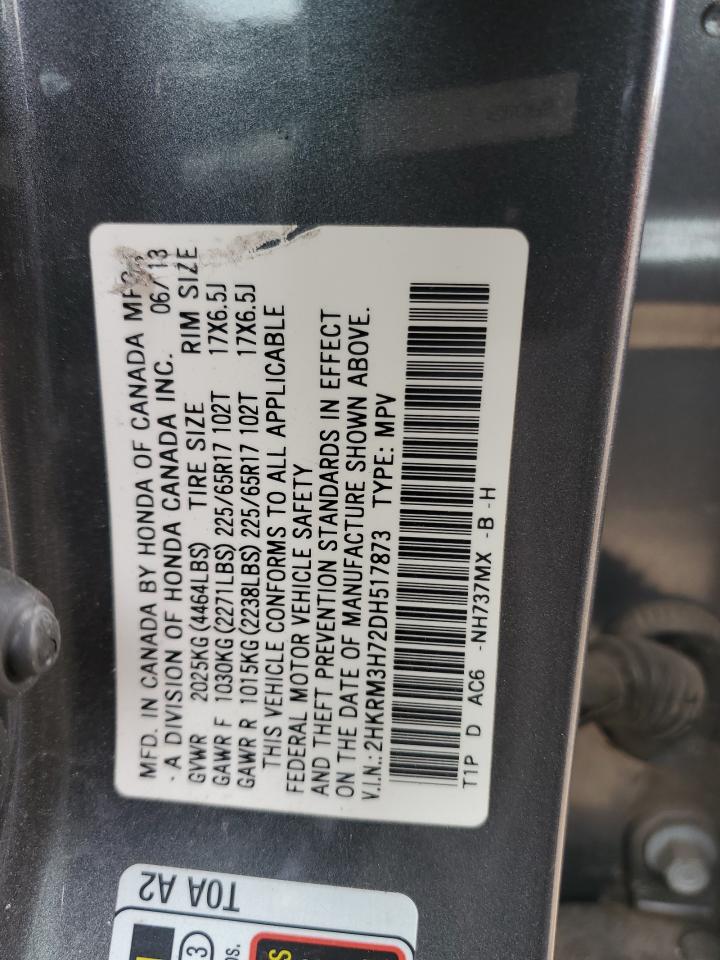 MFD. IN CANADA BY HONDA OF CANADA MFG.,
- A DIVISION OF HONDA CANADA INC. 06/13
GVWR 2025KG (4464LBS) TIRE SIZE RIM SIZE
GAWR F 1030KG (2271LBS) 225/65R17 102T 17X6.5J
GAWR R 1015KG (2238LBS) 225/65R17 102T 17X6.5J
THIS VEHICLE CONFORMS TO ALL APPLICABLE
FEDERAL MOTOR VEHICLE SAFETY
AND THEFT PREVENTION STANDARDS IN EFFECT
ON THE DATE OF MANUFACTURE SHOWN ABOVE.
V.I.N.: 2HKRM3H72DH517873 TYPE: MPV
T1P D AC6 -NH737MX -B -H
T0A A2
3